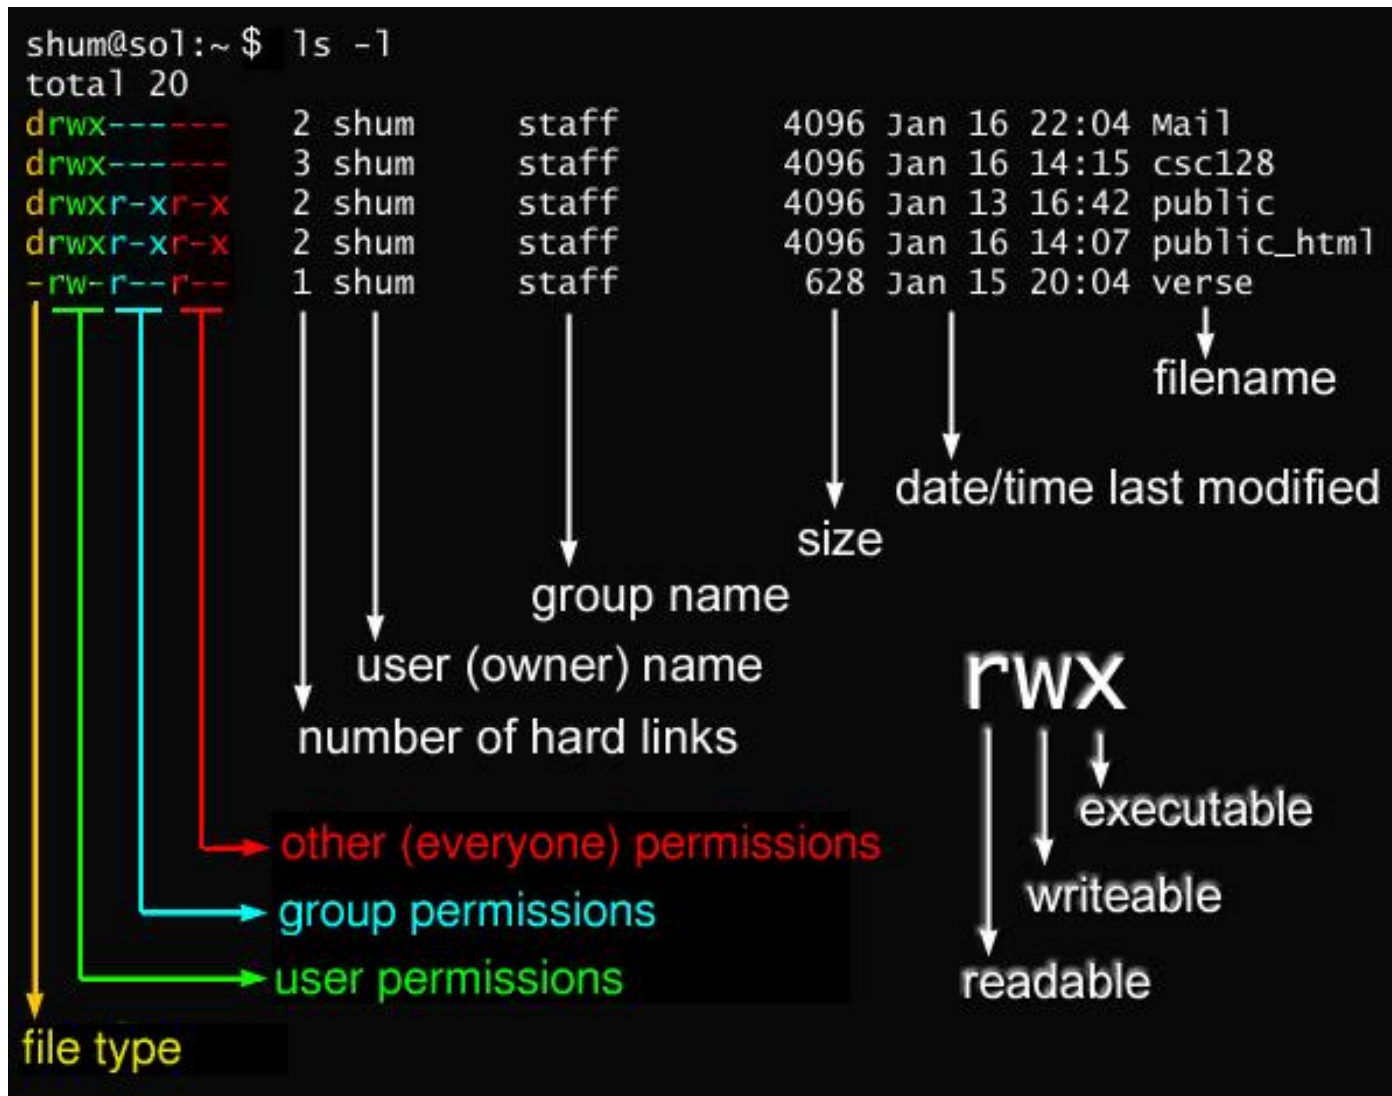 shum@sol:~$ ls -l
total 20
drwx------ 2 shum staff 4096 Jan 16 22:04 Mail
drwx------ 3 shum staff 4096 Jan 16 14:15 csc128
drwxr-xr-x 2 shum staff 4096 Jan 13 16:42 public
drwxr-xr-x 2 shum staff 4096 Jan 16 14:07 public_html
-rw-r--r-- 1 shum staff 628 Jan 15 20:04 verse
filename
date/time last modified
size
group name
user (owner) name
number of hard links
rwx
executable
writeable
readable
other (everyone) permissions
group permissions
user permissions
file type